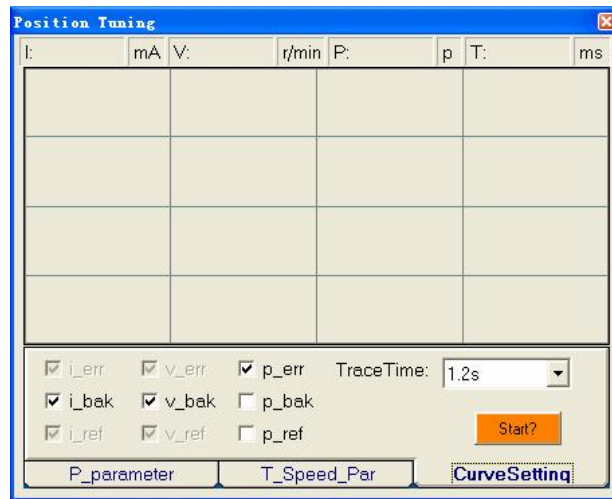 Position Tuning
I: mA V: r/min P: p T: ms
i_err v_err p_err TraceTime: 1.2s
i_bak v_bak p_bak
i_ref v_ref p_ref Start?
P_parameter T_Speed_Par CurveSetting